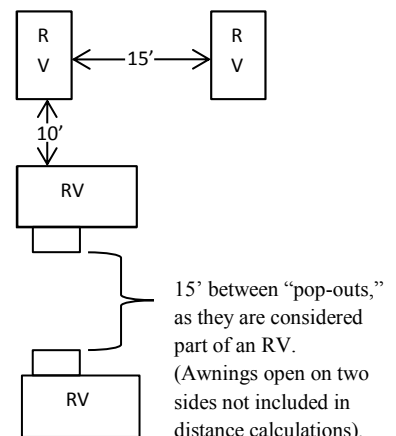 R
V
15’
R
V
10’
RV
15’ between “pop-outs,”
as they are considered
part of an RV.
(Awnings open on two
sides not included in
distance calculations).
RV